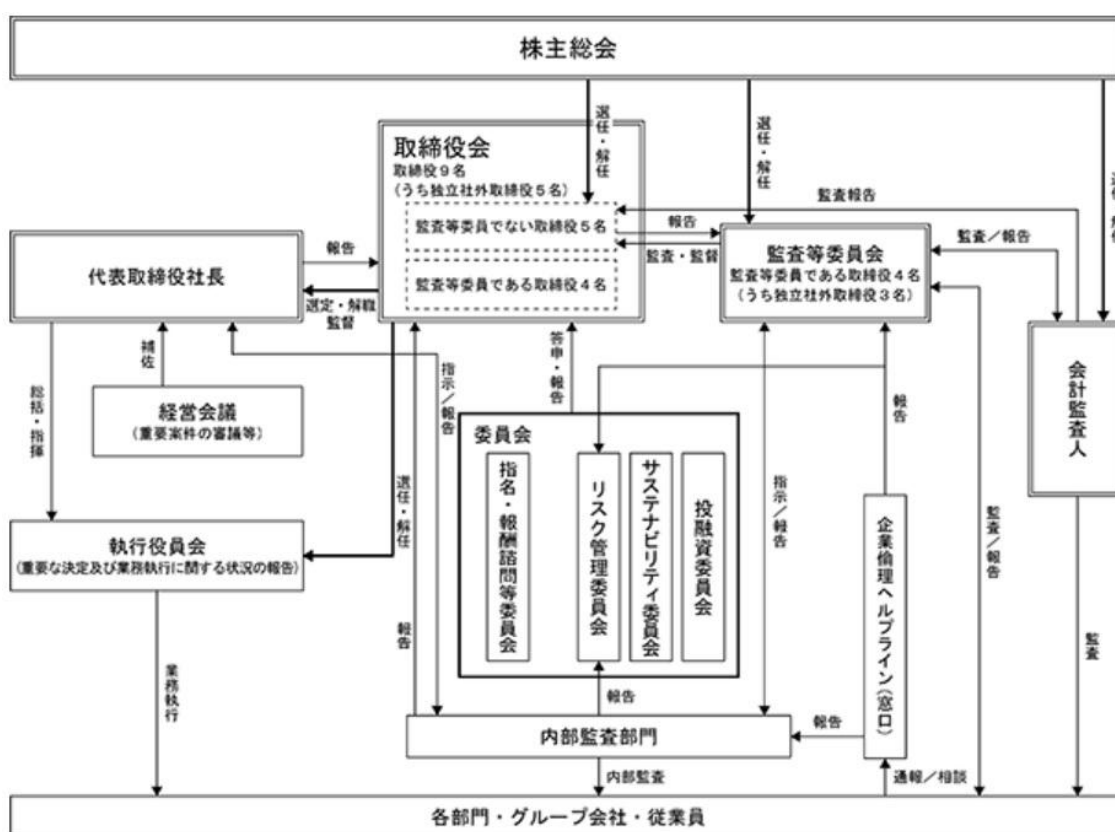 株主総会
選任・解任
選任・解任
取締役会
取締役9名
(うち独立社外取締役5名)
監査等委員でない取締役5名
監査等委員である取締役4名
報告
監査・監督
監査報告
監査等委員会
監査等委員である取締役4名
(うち独立社外取締役3名)
監査/報告
代表取締役社長
報告
選定・解職
監督
補佐
総括・指揮
経営会議
(重要案件の審議等)
指示/報告
答申・報告
会計監査人
報告
委員会
指名・報酬諮問等委員会
リスク管理委員会
サステナビリティ委員会
投融資委員会
選任・解任
指示/報告
企業倫理ヘルプライン(窓口)
監査/報告
執行役員会
(重要な決定及び業務執行に関する状況の報告)
報告
監査
業務執行
報告
内部監査部門
報告
内部監査
通報/相談
各部門・グループ会社・従業員